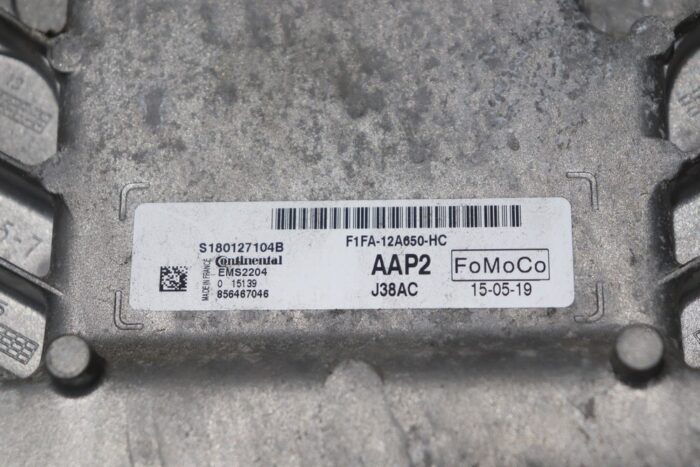 F1FA-12A650-HC
S180127104B
Continental
EMS2204
0 15139
856467046
MADE IN FRANCE
AAP2
J38AC
FoMoCo
15-05-19